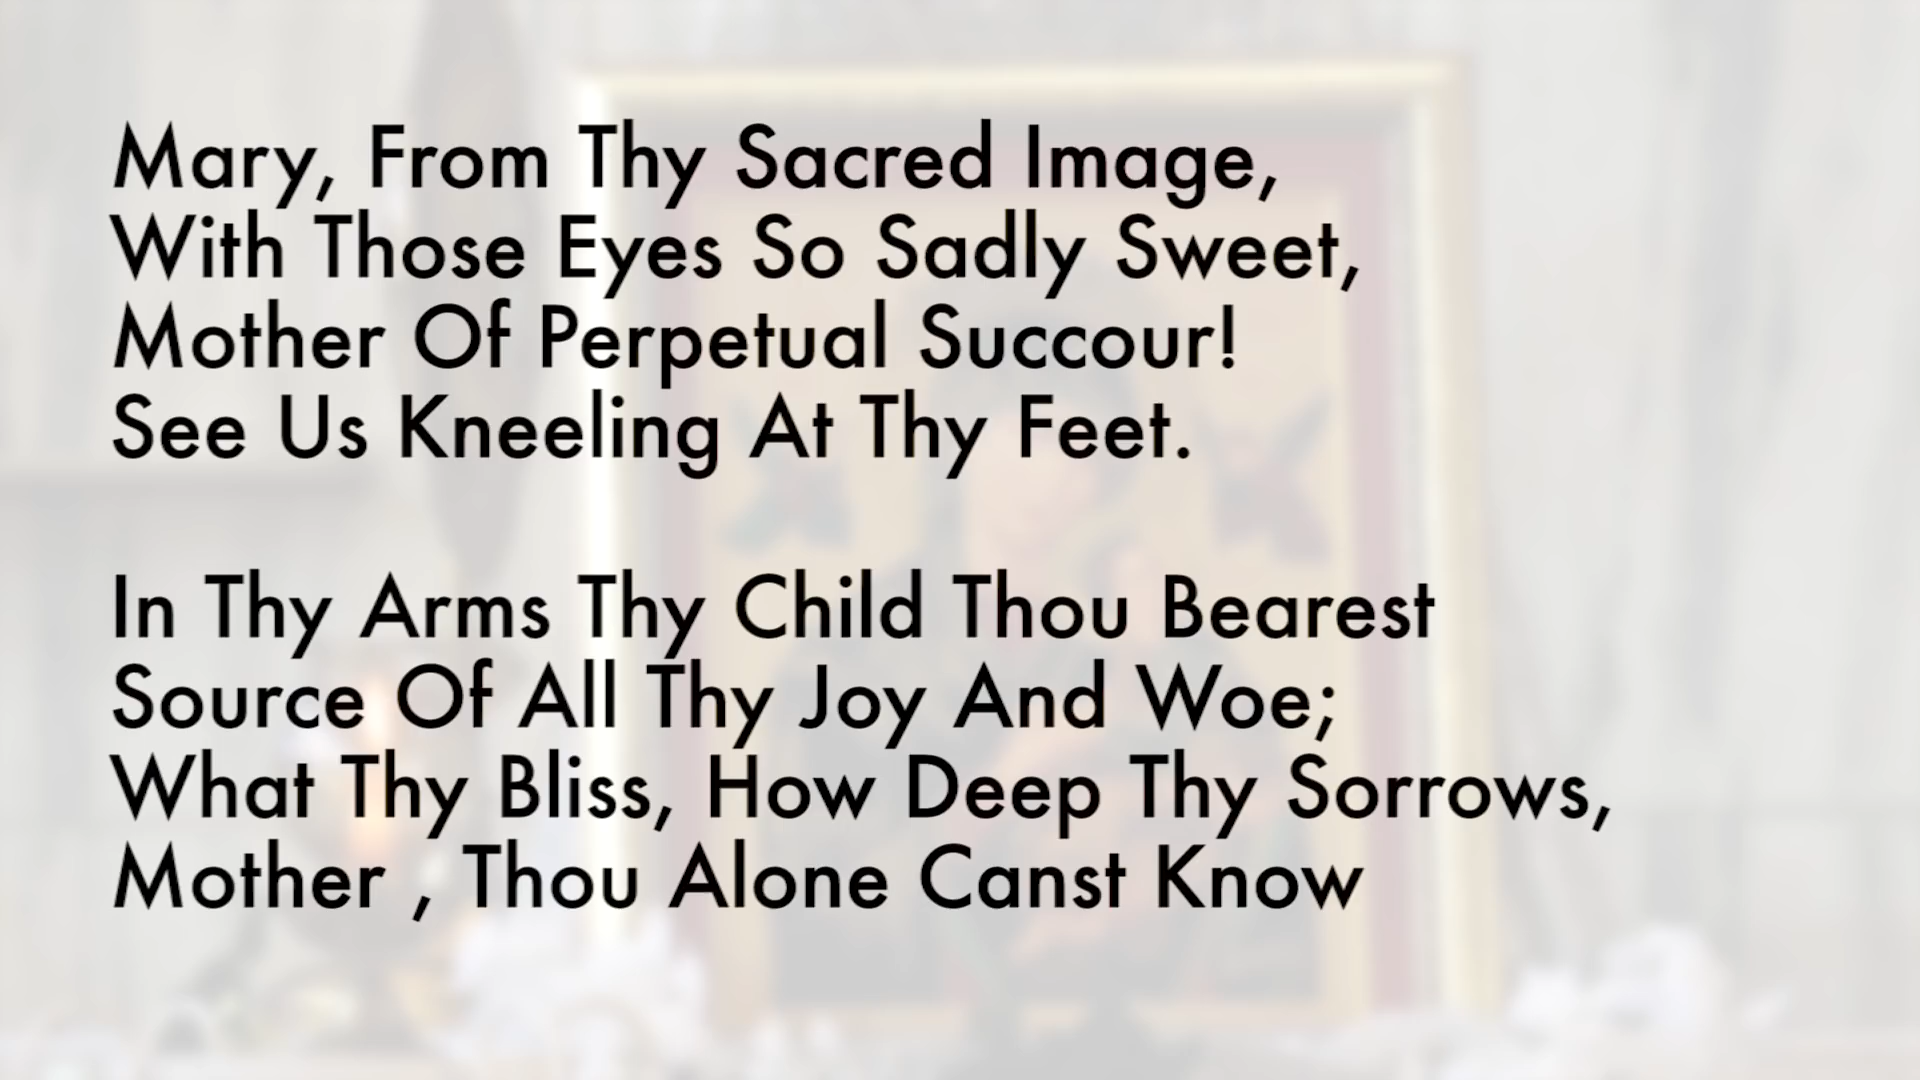 Mary, From Thy Sacred Image,
With Those Eyes So Sadly Sweet,
Mother Of Perpetual Succour!
See Us Kneeling At Thy Feet.
In Thy Arms Thy Child Thou Bearest
Source Of All Thy Joy And Woe;
What Thy Bliss, How Deep Thy Sorrows,
Mother , Thou Alone Canst Know